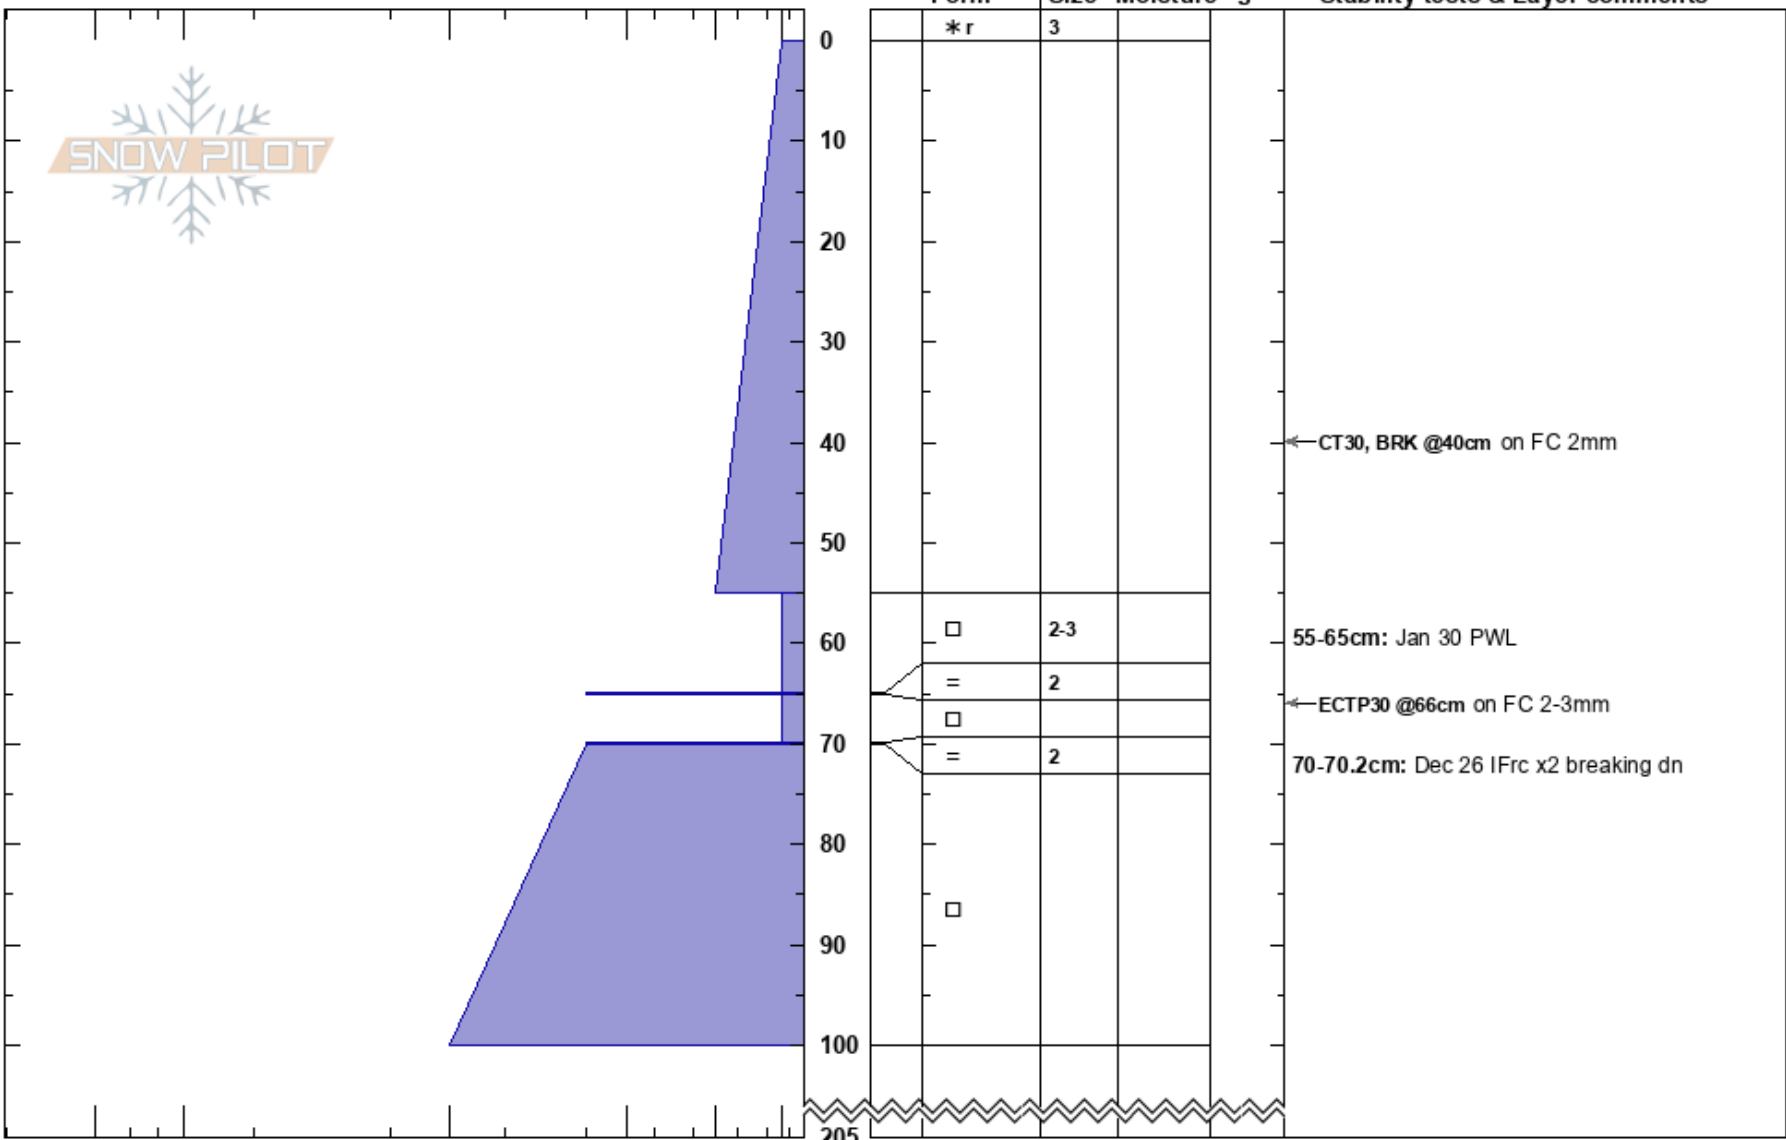 Form Size Moisture Stability tests & Layer comments
r 3
0
SNOW PILOT
10
20
30
40
CT30, BRK @40cm on FC 2mm
50
2-3
60
55-65cm: Jan 30 PWL
= 2
ECTP30 @66cm on FC 2-3mm
70
= 2
70-70.2cm: Dec 26 IFrc x2 breaking dn
80
90
100
205